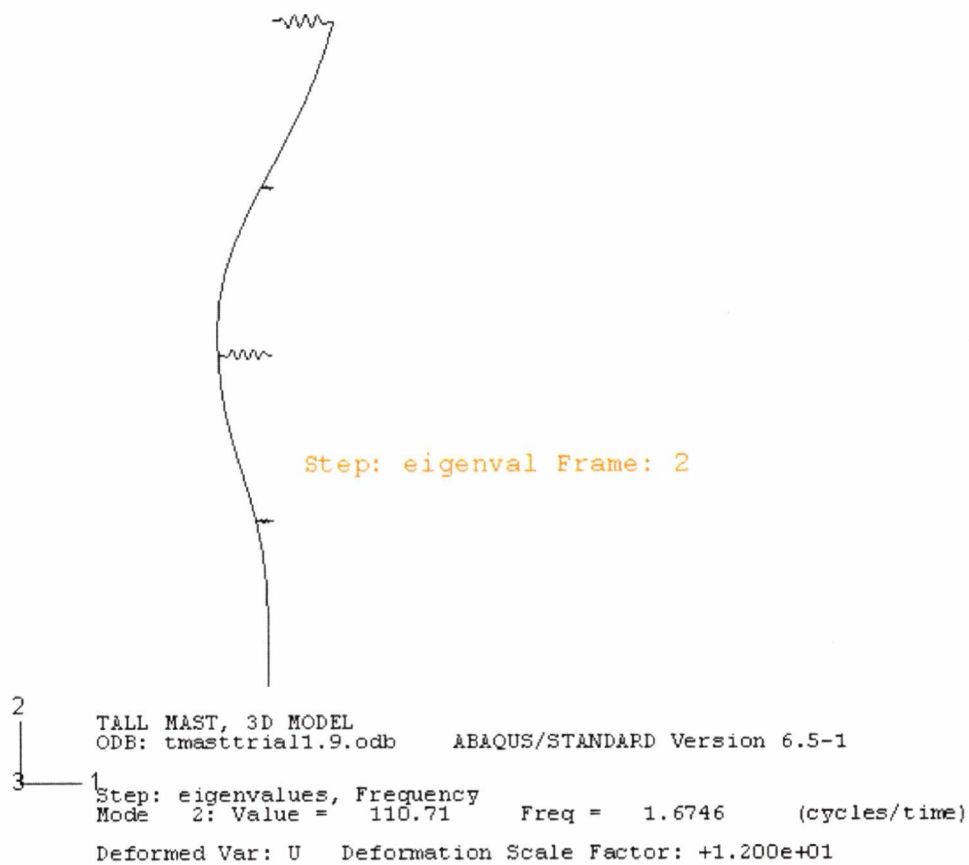 Step: eigenval Frame: 2
2
TALL MAST, 3D MODEL
ODB: tmasttrial1.9.odb ABAQUS/STANDARD Version 6.5-1
3 1
Step: eigenvalues, Frequency
Mode 2: Value = 110.71 Freq = 1.6746 (cycles/time)
Deformed Var: U Deformation Scale Factor: +1.200e+01